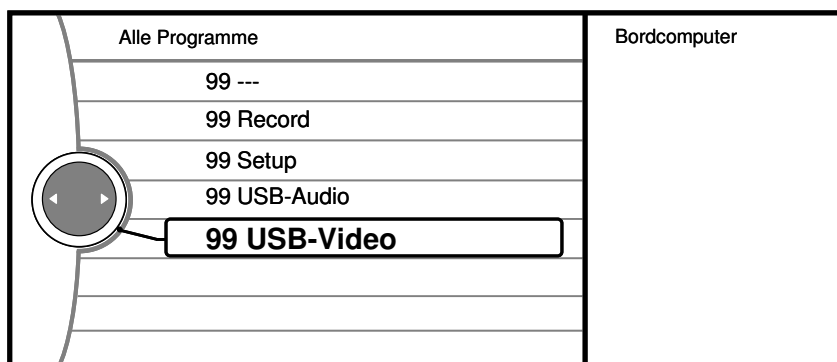 Alle Programme
Bordcomputer
99 ---
99 Record
99 Setup
99 USB-Audio
99 USB-Video